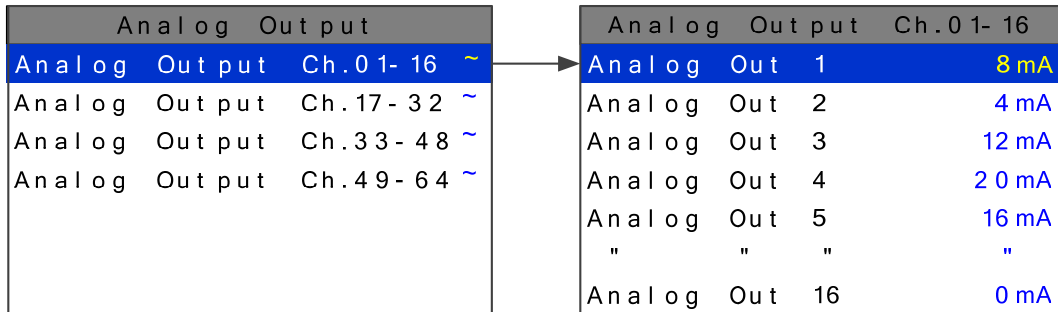 Analog Output
Analog Output Ch.01-16 ~
Analog Output Ch.17-32 ~
Analog Output Ch.33-48 ~
Analog Output Ch.49-64 ~
Analog Output Ch.01-16
Analog Out 1 8 mA
Analog Out 2 4 mA
Analog Out 3 12 mA
Analog Out 4 20 mA
Analog Out 5 16 mA
" " " "
Analog Out 16 0 mA